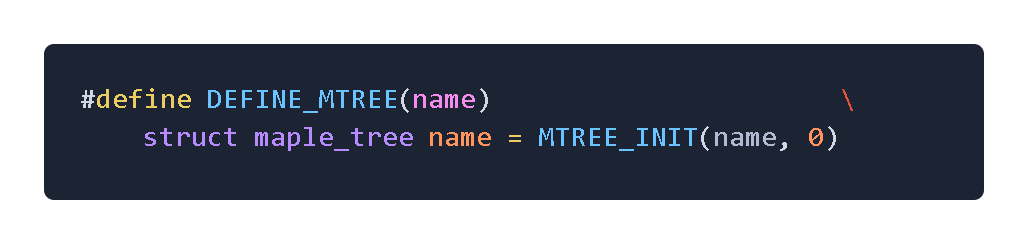 #define DEFINE_MTREE(name)                      \
    struct maple_tree name = MTREE_INIT(name, 0)